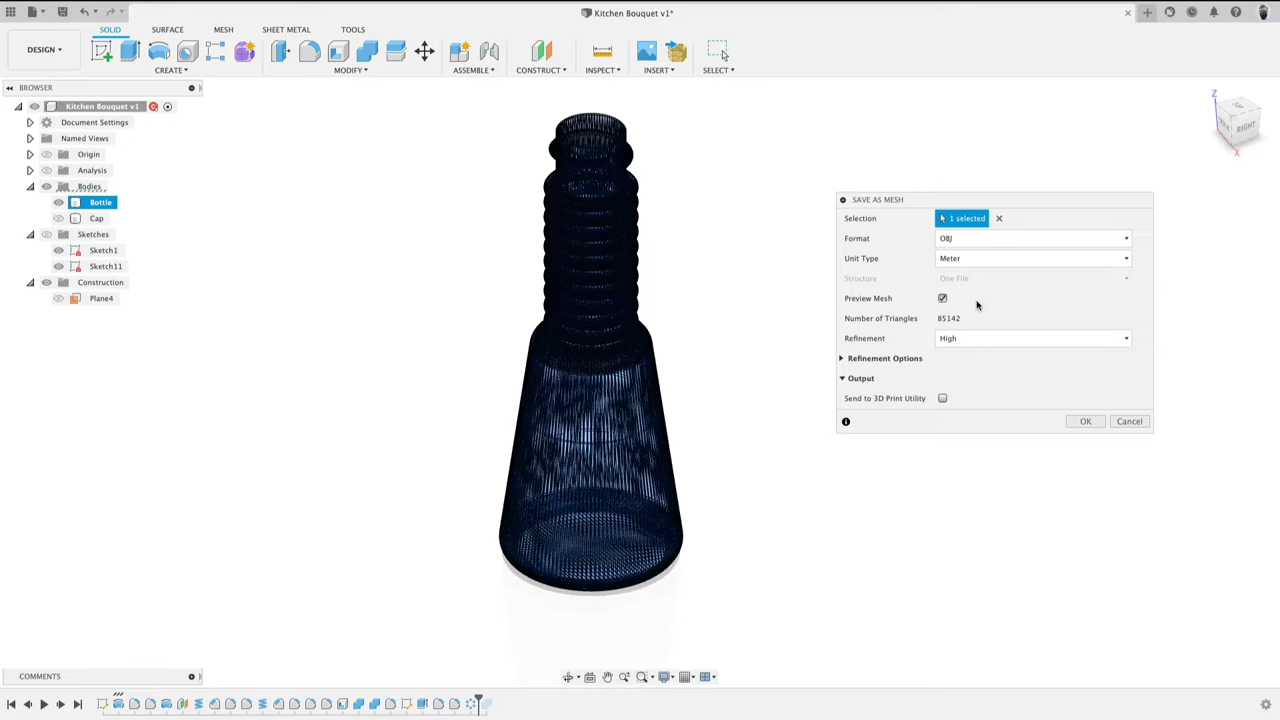 Kitchen Bouquet v1*
SOLID SURFACE MESH SHEET METAL TOOLS
DESIGN
CREATE MODIFY ASSEMBLE CONSTRUCT INSPECT INSERT SELECT
BROWSER
Kitchen Bouquet v1
Document Settings
Named Views
Origin
Analysis
Bodies
Bottle
Cap
Sketches
Sketch1
Sketch11
Construction
Plane4
Z
TOP
RIGHT
X
SAVE AS MESH
Selection 1 selected
Format OBJ
Unit Type Meter
Structure One File
Preview Mesh
Number of Triangles 85142
Refinement High
Refinement Options
Output
Send to 3D Print Utility
OK Cancel
COMMENTS